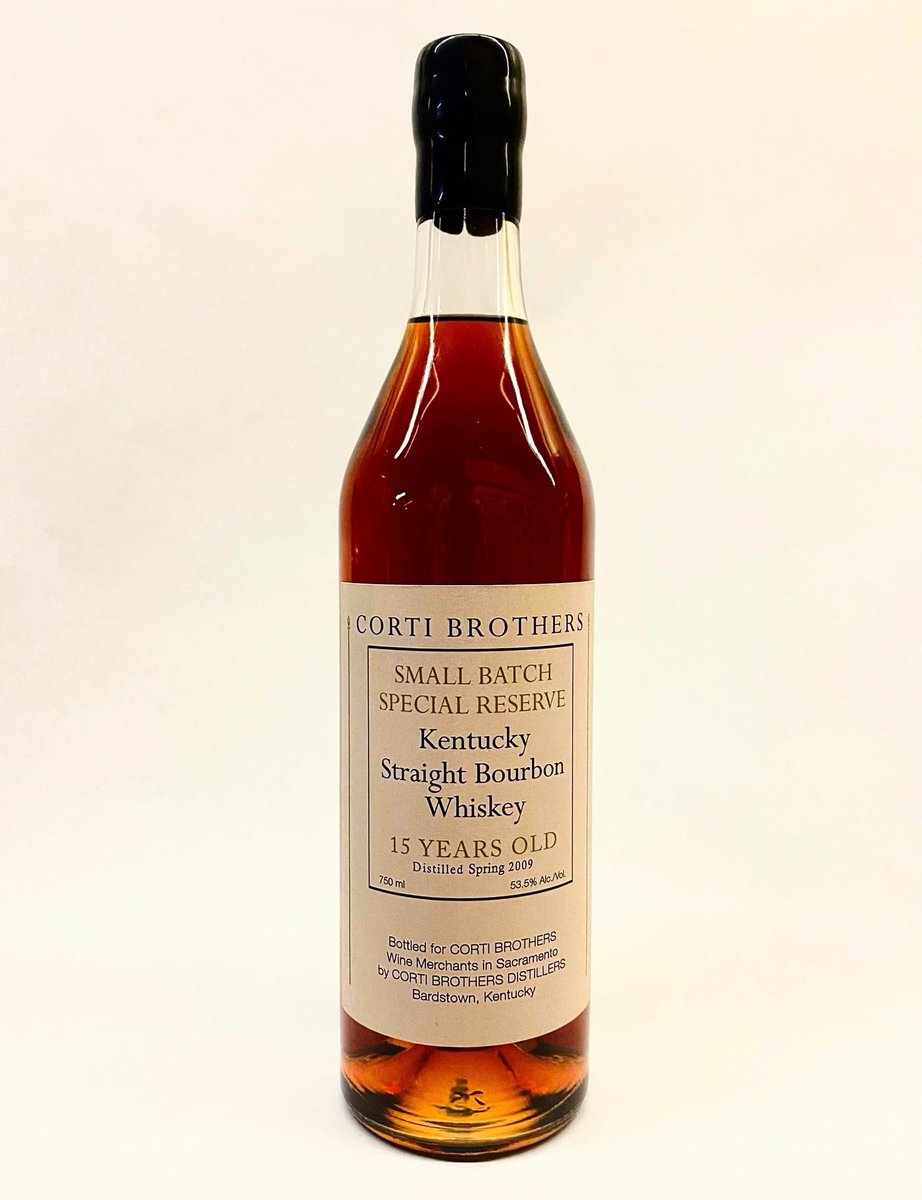 CORTI BROTHERS
SMALL BATCH
SPECIAL RESERVE
Kentucky
Straight Bourbon
Whiskey
15 YEARS OLD
Distilled Spring 2009
750 ml 53.5% Alc./Vol.
Bottled for CORTI BROTHERS
Wine Merchants in Sacramento
by CORTI BROTHERS DISTILLERS
Bardstown, Kentucky